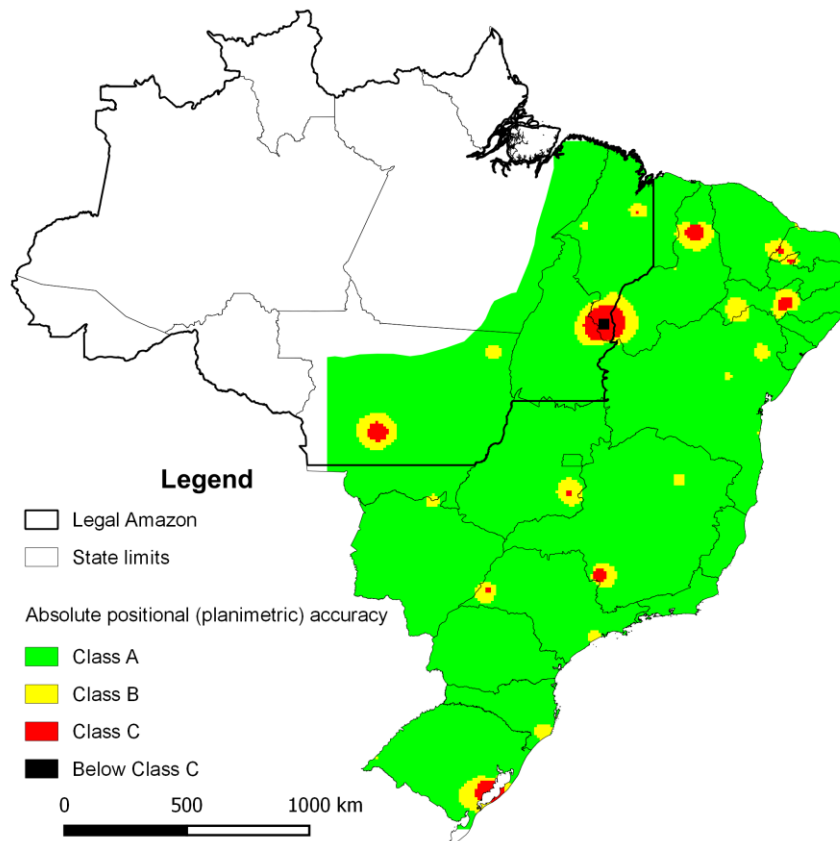 Legend
Legal Amazon
State limits
Absolute positional (planimetric) accuracy
Class A
Class B
Class C
Below Class C
0 500 1000 km